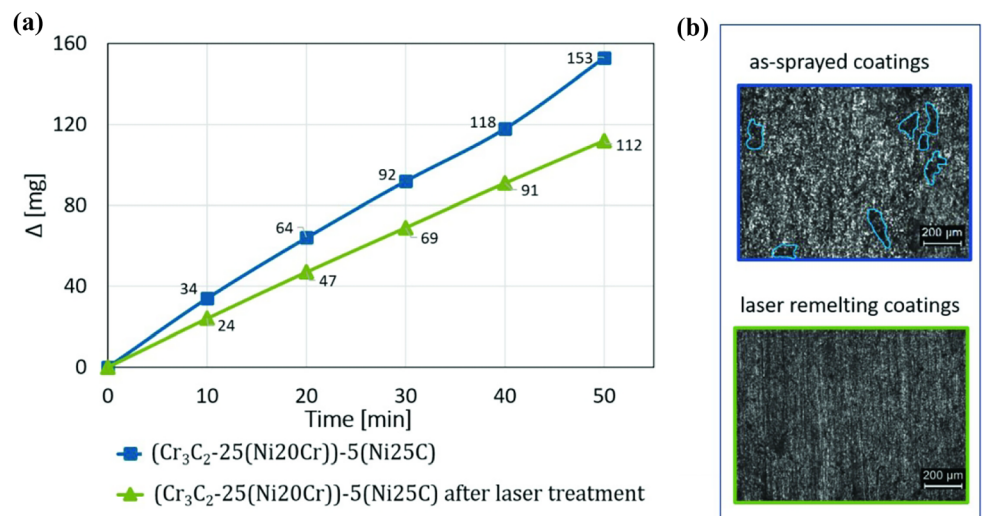 (a)
160
120
80
40
0
Δ [mg]
34
64
92
118
153
24
47
69
91
112
0 10 20 30 40 50
Time [min]
(Cr₃C₂-25(Ni20Cr))-5(Ni25C)
(Cr₃C₂-25(Ni20Cr))-5(Ni25C) after laser treatment
(b)
as-sprayed coatings
200 µm
laser remelting coatings
200 µm